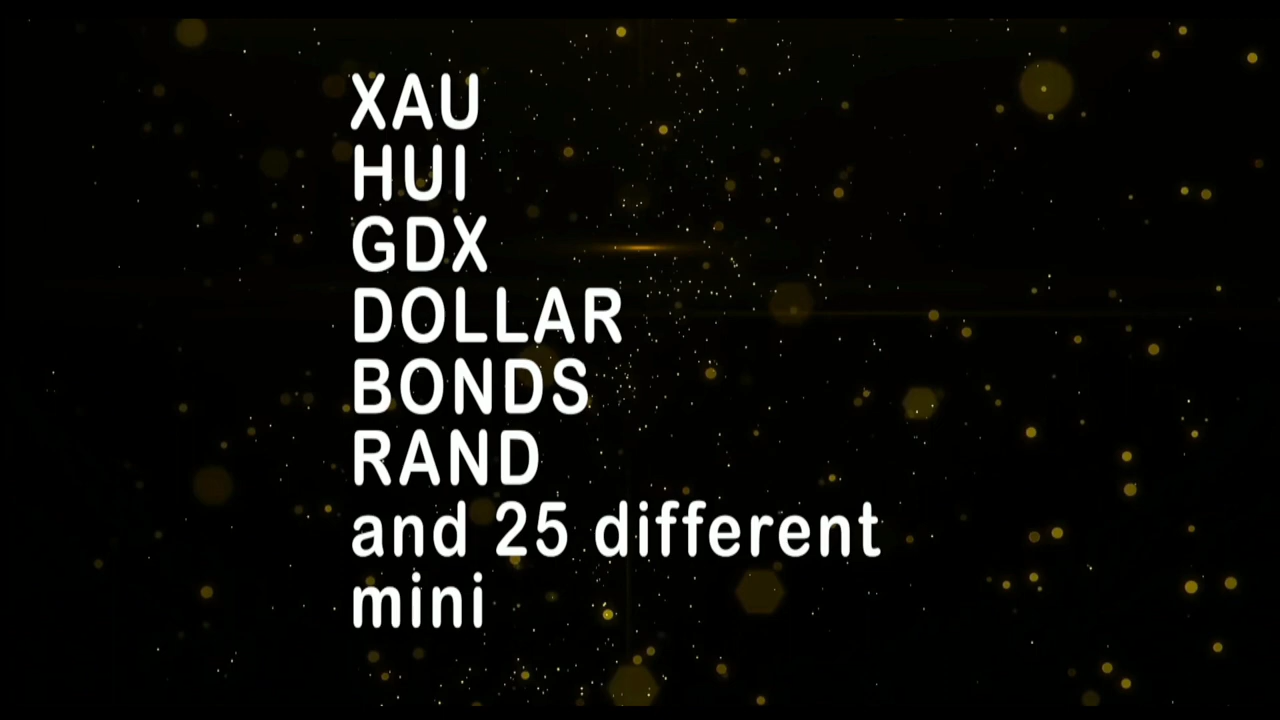 XAU
HUI
GDX
DOLLAR
BONDS
RAND
and 25 different
mini